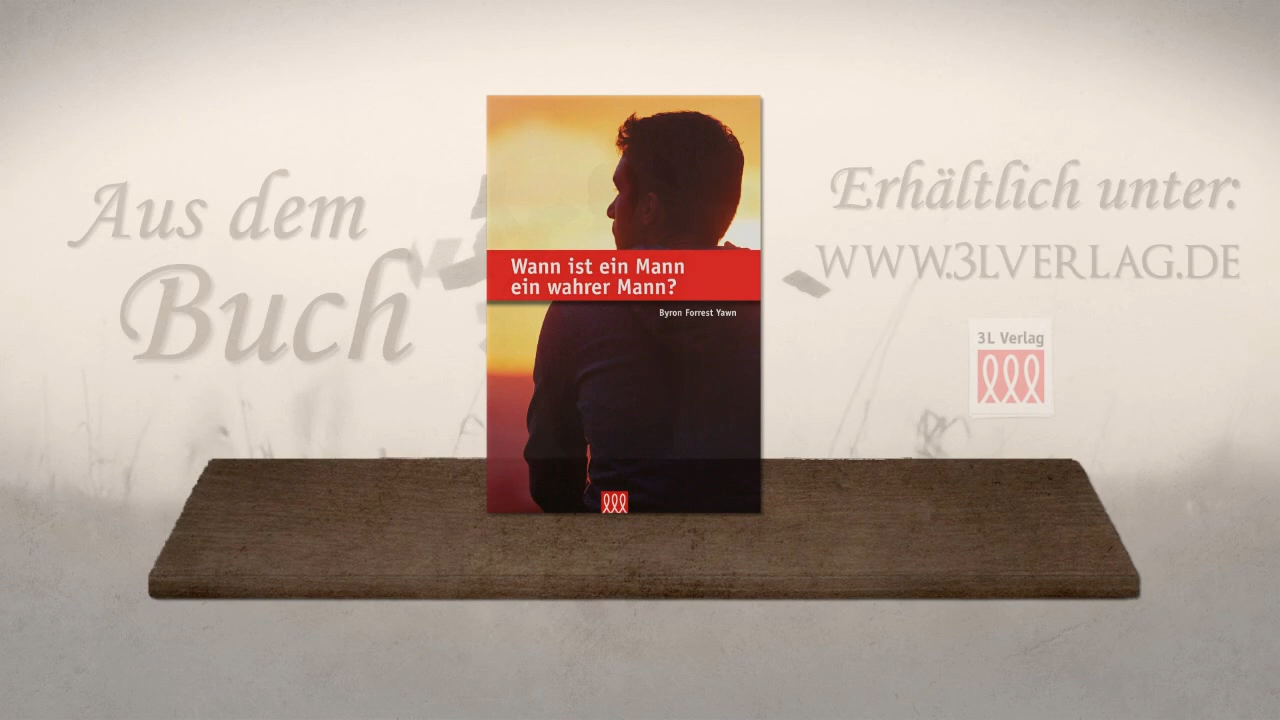 Aus dem
Buch
Wann ist ein Mann
ein wahrer Mann?
Byron Forrest Yawn
Erhältlich unter:
WWW.3LVERLAG.DE
3L Verlag